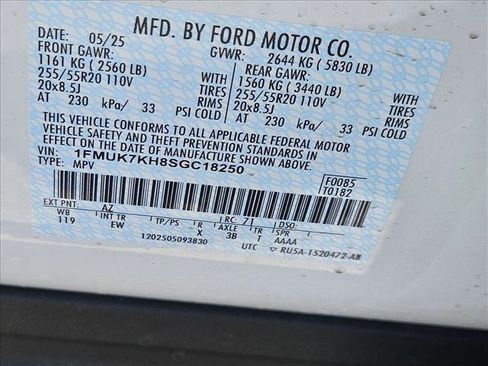 MFD. BY FORD MOTOR CO.
DATE: 05/25 GVWR: 2644 KG ( 5830 LB)
FRONT GAWR: REAR GAWR:
1161 KG ( 2560 LB) WITH 1560 KG ( 3440 LB) WITH
255/55R20 110V TIRES 255/55R20 110V TIRES
20x8.5J RIMS 20x8.5J RIMS
AT 230 kPa/ 33 PSI COLD AT 230 kPa/ 33 PSI COLD
THIS VEHICLE CONFORMS TO ALL APPLICABLE FEDERAL MOTOR
VEHICLE SAFETY AND THEFT PREVENTION STANDARDS IN
EFFECT ON THE DATE OF MANUFACTURE SHOWN ABOVE.
VIN: 1FMUK7KH8SGC18250
TYPE: MPV
F0085
T0182
EXT PNT: AZ RC: 71 DSO:
WB INT TR TP/PS R AXLE TR SPR
119 EW X 3B T AAAA
1202505093830 UTC RU5A-1520472-AB